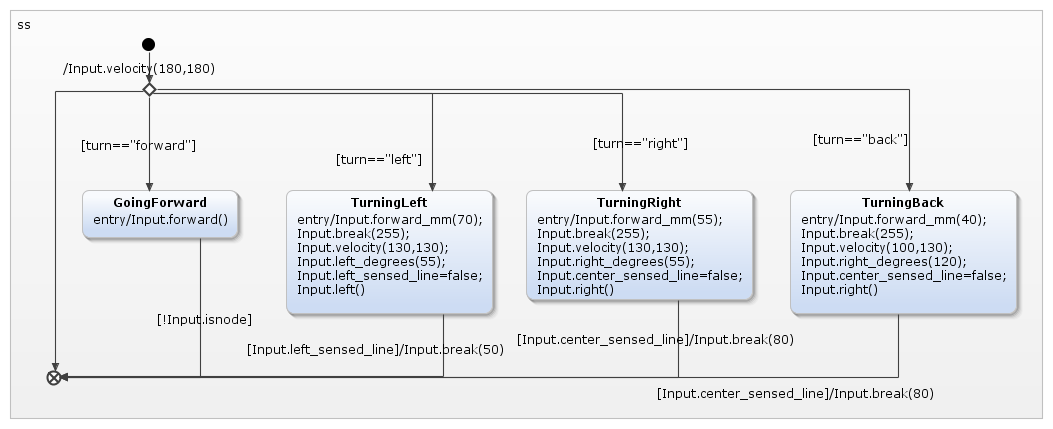 ss
/Input.velocity(180,180)
[turn=="forward"]
[turn=="left"]
[turn=="right"]
[turn=="back"]
GoingForward
entry/Input.forward()
TurningLeft
entry/Input.forward_mm(70);
Input.break(255);
Input.velocity(130,130);
Input.left_degrees(55);
Input.left_sensed_line=false;
Input.left()
TurningRight
entry/Input.forward_mm(55);
Input.break(255);
Input.velocity(130,130);
Input.right_degrees(55);
Input.center_sensed_line=false;
Input.right()
TurningBack
entry/Input.forward_mm(40);
Input.break(255);
Input.velocity(100,130);
Input.right_degrees(120);
Input.center_sensed_line=false;
Input.right()
[!Input.isnode]
[Input.left_sensed_line]/Input.break(50)
[Input.center_sensed_line]/Input.break(80)
[Input.center_sensed_line]/Input.break(80)